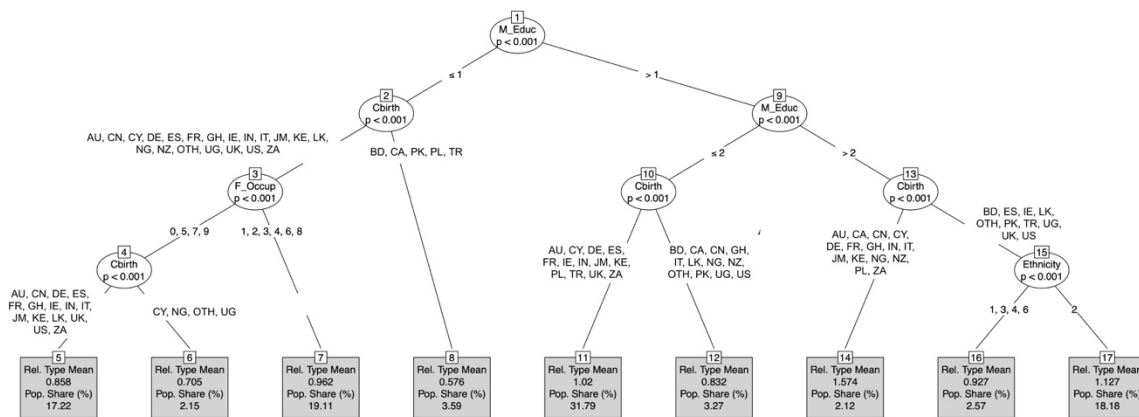 1
M_Educ
p < 0.001
≤ 1
> 1
2
Cbirth
p < 0.001
9
M_Educ
p < 0.001
AU, CN, CY, DE, ES, FR, GH, IE, IN, IT, JM, KE, LK,
NG, NZ, OTH, UG, UK, US, ZA
BD, CA, PK, PL, TR
≤ 2
> 2
3
F_Occup
p < 0.001
10
Cbirth
p < 0.001
13
Cbirth
p < 0.001
0, 5, 7, 9
1, 2, 3, 4, 6, 8
AU, CY, DE, ES,
FR, IE, IN, JM, KE,
PL, TR, UK, ZA
BD, CA, CN, GH,
IT, LK, NG, NZ,
OTH, PK, UG, US
AU, CA, CN, CY,
DE, FR, GH, IN, IT,
JM, KE, NG, NZ,
PL, ZA
BD, ES, IE, LK,
OTH, PK, TR, UG,
UK, US
4
Cbirth
p < 0.001
15
Ethnicity
p < 0.001
AU, CN, DE, ES,
FR, GH, IE, IN, IT,
JM, KE, LK, UK,
US, ZA
CY, NG, OTH, UG
1, 3, 4, 6
2
5
Rel. Type Mean
0.858
Pop. Share (%)
17.22
6
Rel. Type Mean
0.705
Pop. Share (%)
2.15
7
Rel. Type Mean
0.962
Pop. Share (%)
19.11
8
Rel. Type Mean
0.576
Pop. Share (%)
3.59
11
Rel. Type Mean
1.02
Pop. Share (%)
31.79
12
Rel. Type Mean
0.832
Pop. Share (%)
3.27
14
Rel. Type Mean
1.574
Pop. Share (%)
2.12
16
Rel. Type Mean
0.927
Pop. Share (%)
2.57
17
Rel. Type Mean
1.127
Pop. Share (%)
18.18